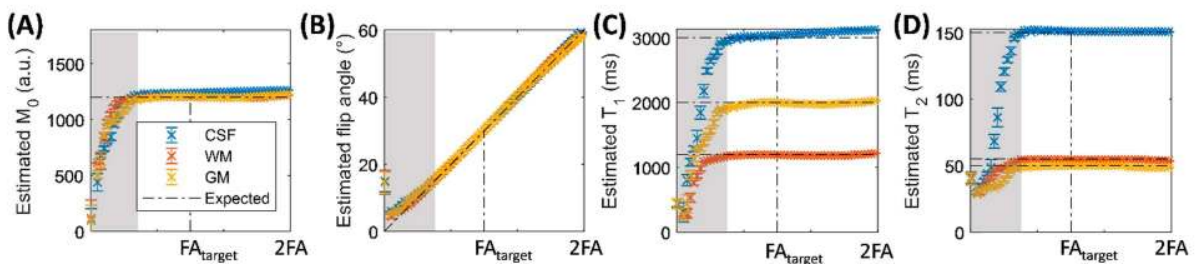 (A)
Estimated M0 (a.u.)
1500
1000
500
0
CSF
WM
GM
Expected
FAtarget
2FA
(B)
Estimated flip angle (°)
60
40
20
0
FAtarget
2FA
(C)
Estimated T1 (ms)
3000
2000
1000
0
FAtarget
2FA
(D)
Estimated T2 (ms)
150
100
50
0
FAtarget
2FA